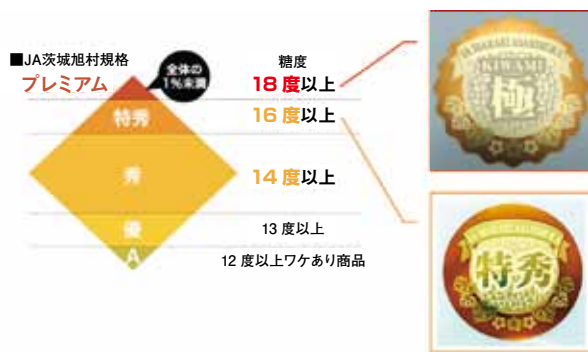 ■JA茨城旭村規格
プレミアム
全体の
1%未満
糖度
18度以上
特秀
16度以上
秀
14度以上
優
13度以上
A
12度以上ワケあり商品
KIWAMI
極
特秀